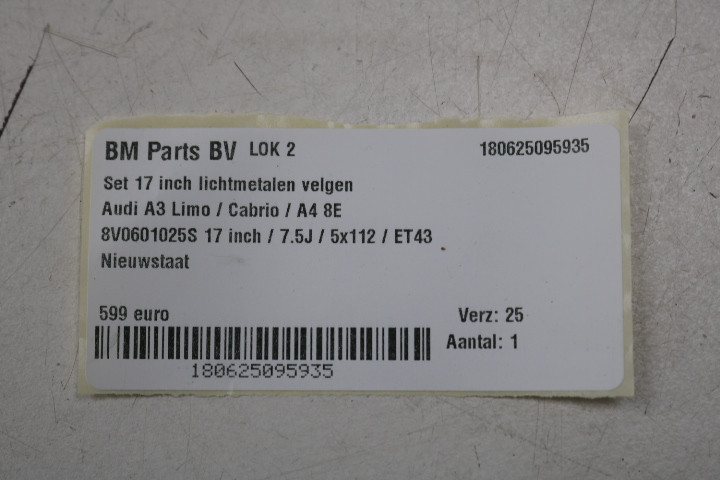 BM Parts BV LOK 2 180625095935
Set 17 inch lichtmetalen velgen
Audi A3 Limo / Cabrio / A4 8E
8V0601025S 17 inch / 7.5J / 5x112 / ET43
Nieuwstaat
599 euro Verz: 25
Aantal: 1
180625095935